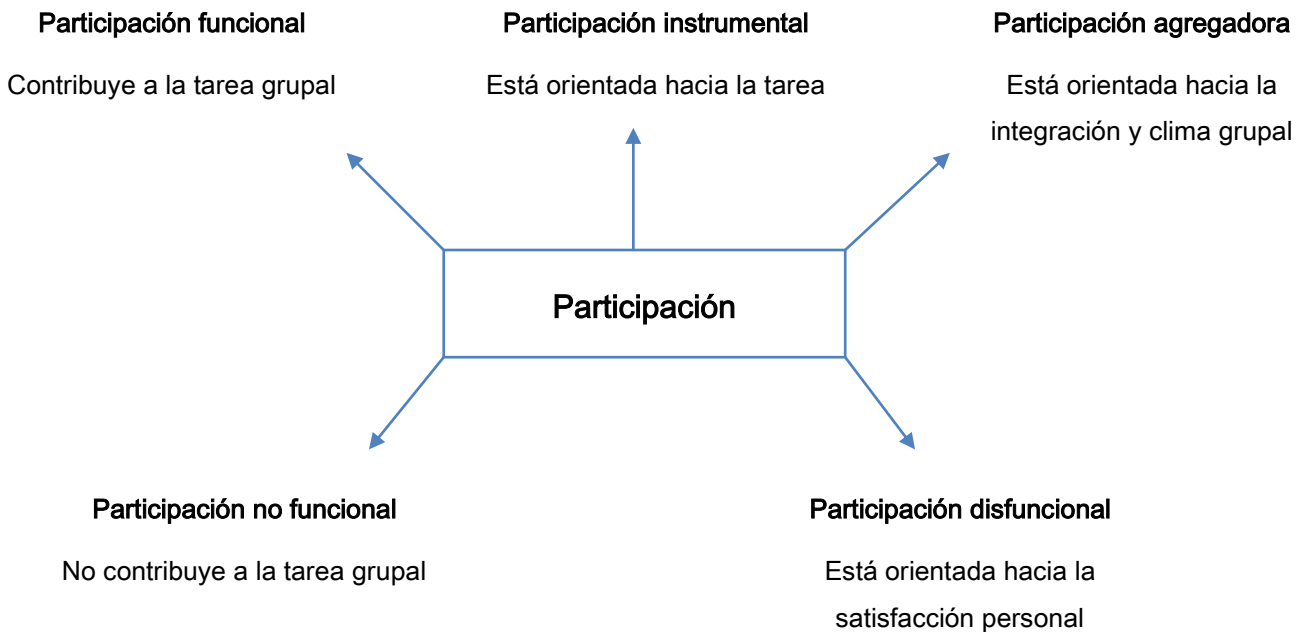 Participación funcional
Contribuye a la tarea grupal
Participación instrumental
Está orientada hacia la tarea
Participación agregadora
Está orientada hacia la
integración y clima grupal
Participación
Participación no funcional
No contribuye a la tarea grupal
Participación disfuncional
Está orientada hacia la
satisfacción personal